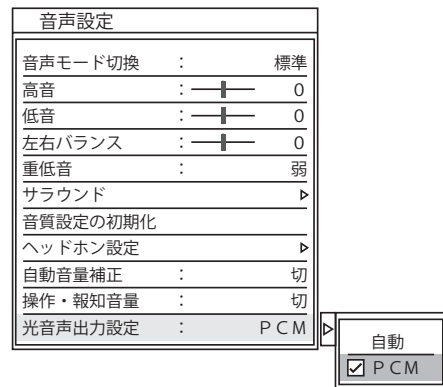 音声設定
音声モード切換 : 標準
高音 : 0
低音 : 0
左右バランス : 0
重低音 : 弱
サラウンド
音質設定の初期化
ヘッドホン設定
自動音量補正 : 切
操作・報知音量 : 切
光音声出力設定 : PCM
自動
PCM